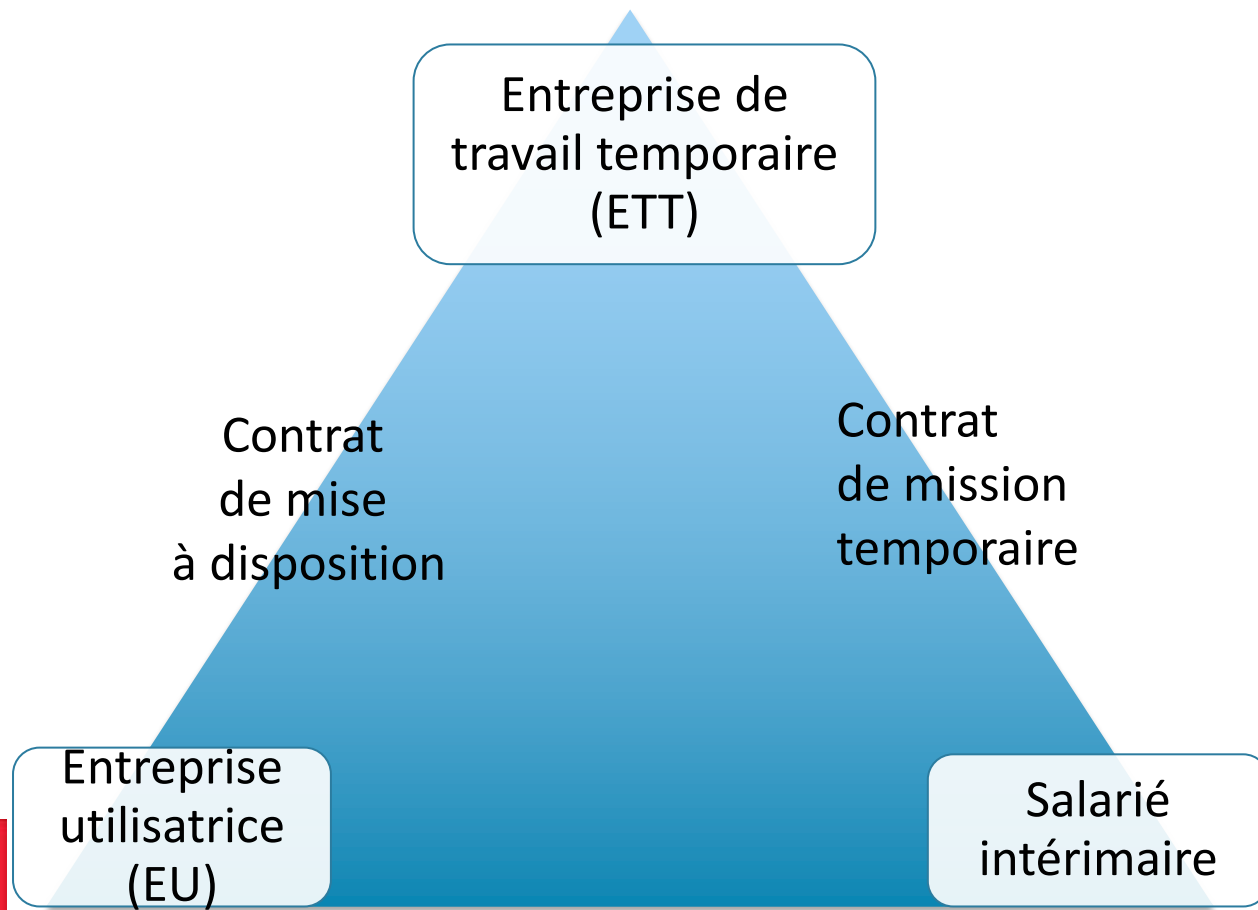 Entreprise de
travail temporaire
(ETT)
Contrat
de mise
à disposition
Contrat
de mission
temporaire
Entreprise
utilisatrice
(EU)
Salarié
intérimaire